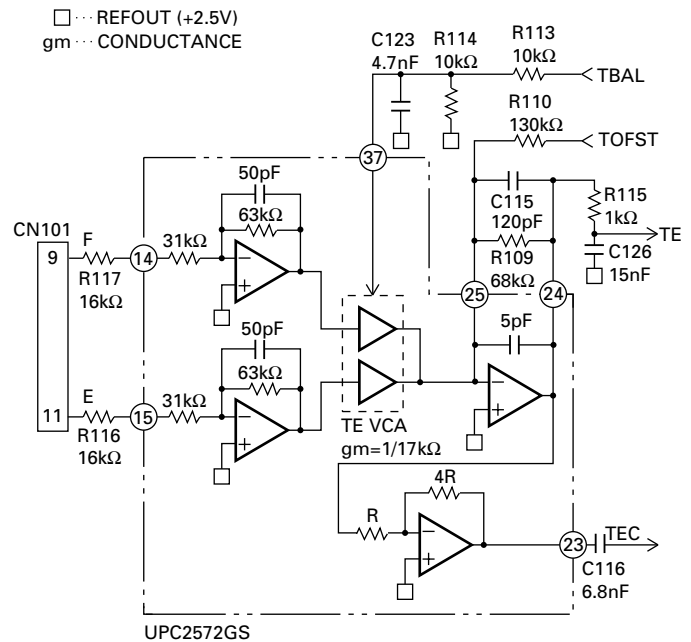 REFOUT (+2.5V)
gm ··· CONDUCTANCE
C123
4.7nF
R114
10kΩ
R113
10kΩ
TBAL
R110
130kΩ
TOFST
37
50pF
63kΩ
C115
120pF
R109
68kΩ
R115
1kΩ
TE
C126
15nF
CN101
9
F
R117
16kΩ
14
31kΩ
−
+
25
24
50pF
63kΩ
5pF
11
E
R116
16kΩ
15
31kΩ
−
+
TE VCA
gm=1/17kΩ
−
+
R
4R
−
+
23
TEC
C116
6.8nF
UPC2572GS